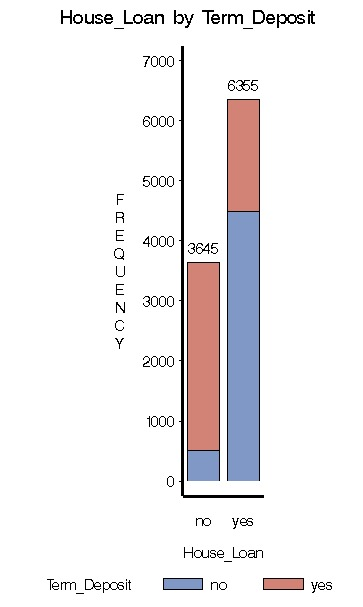 House_Loan by Term_Deposit
7000
6355
6000
5000
FREQUENCY
4000
3645
3000
2000
1000
0
no yes
House_Loan
Term_Deposit no yes